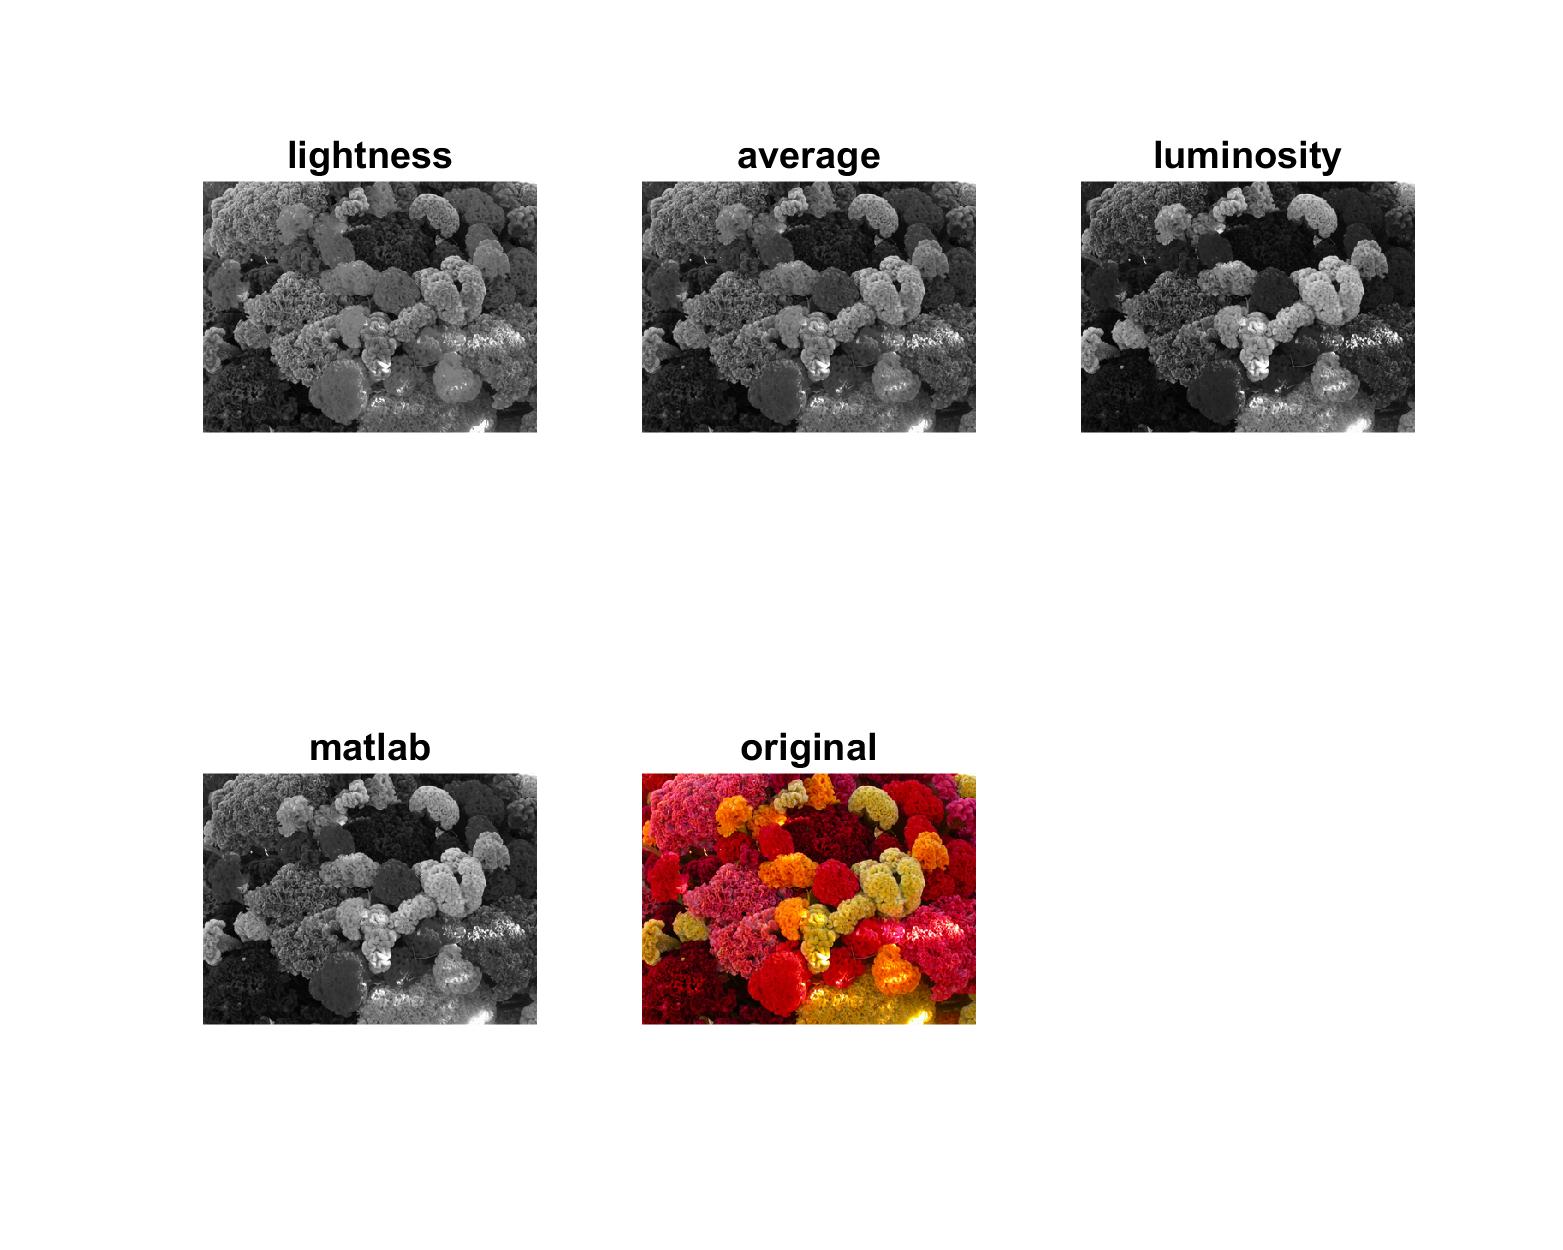 lightness
average
luminosity
matlab
original